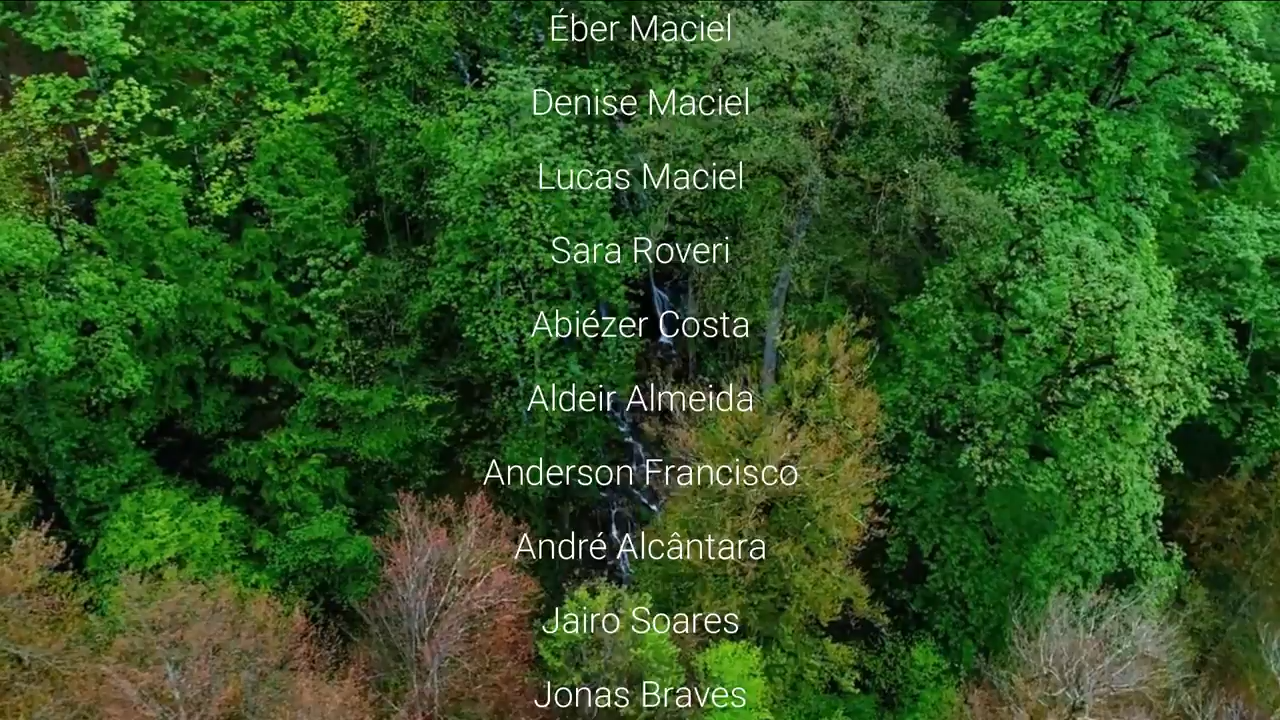 Éber Maciel
Denise Maciel
Lucas Maciel
Sara Roveri
Abiézer Costa
Aldeir Almeida
Anderson Francisco
André Alcântara
Jairo Soares
Jonas Braves